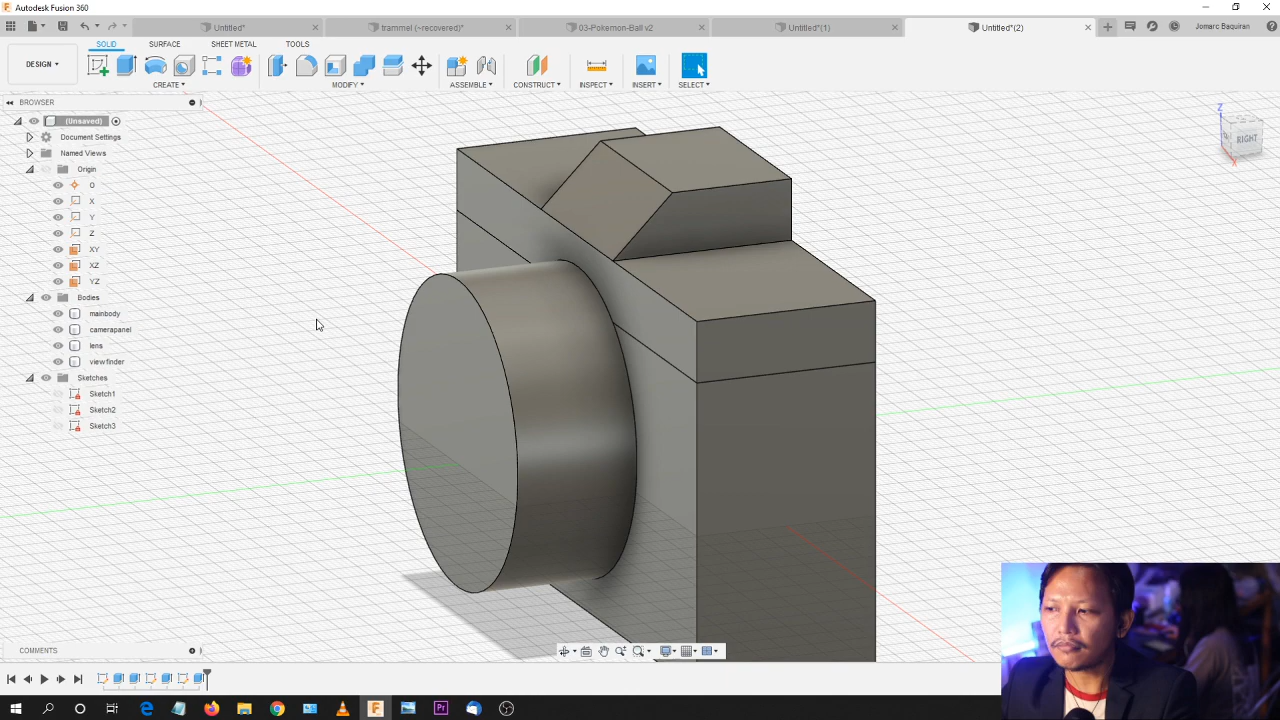 Autodesk Fusion 360
Untitled*
trammel (~recovered)*
03-Pokemon-Ball v2
Untitled*(1)
Untitled*(2)
Jomarc Baquiran
DESIGN
SOLID
SURFACE
SHEET METAL
TOOLS
CREATE
MODIFY
ASSEMBLE
CONSTRUCT
INSPECT
INSERT
SELECT
BROWSER
(Unsaved)
Document Settings
Named Views
Origin
O
X
Y
Z
XY
XZ
YZ
Bodies
mainbody
camerapanel
lens
viewfinder
Sketches
Sketch1
Sketch2
Sketch3
Z
RIGHT
X
COMMENTS